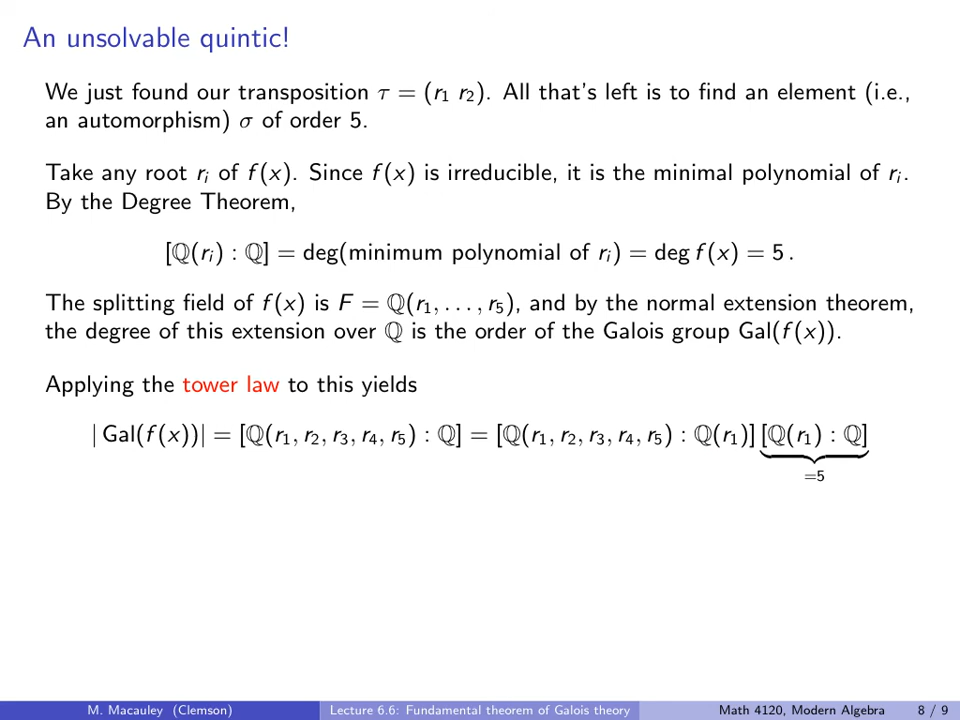 An unsolvable quintic!
We just found our transposition τ = (r₁ r₂). All that's left is to find an element (i.e.,
an automorphism) σ of order 5.
Take any root rᵢ of f(x). Since f(x) is irreducible, it is the minimal polynomial of rᵢ.
By the Degree Theorem,
[ℚ(rᵢ) : ℚ] = deg(minimum polynomial of rᵢ) = deg f(x) = 5 .
The splitting field of f(x) is F = ℚ(r₁, . . . , r₅), and by the normal extension theorem,
the degree of this extension over ℚ is the order of the Galois group Gal(f(x)).
Applying the tower law to this yields
| Gal(f(x))| = [ℚ(r₁, r₂, r₃, r₄, r₅) : ℚ] = [ℚ(r₁, r₂, r₃, r₄, r₅) : ℚ(r₁)] [ℚ(r₁) : ℚ]
=5
M. Macauley (Clemson) Lecture 6.6: Fundamental theorem of Galois theory Math 4120, Modern Algebra 8 / 9